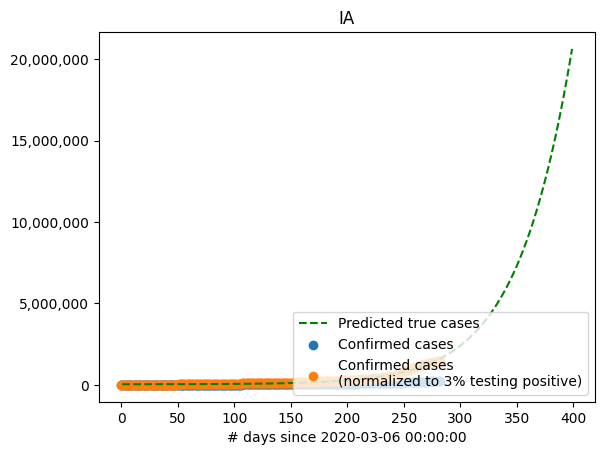 IA
20,000,000
15,000,000
10,000,000
5,000,000
0
Predicted true cases
Confirmed cases
Confirmed cases
(normalized to 3% testing positive)
0 50 100 150 200 250 300 350 400
# days since 2020-03-06 00:00:00